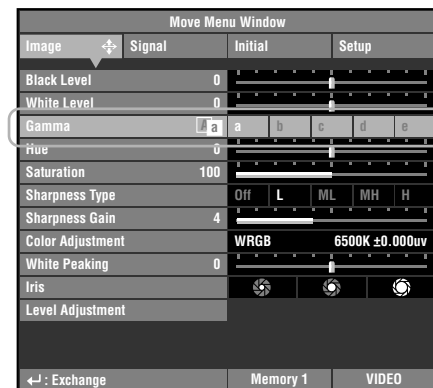 Move Menu Window
Image Signal Initial Setup
Black Level 0
White Level 0
Gamma A a a b c d e
Hue 0
Saturation 100
Sharpness Type Off L ML MH H
Sharpness Gain 4
Color Adjustment WRGB 6500K ±0.000uv
White Peaking 0
Iris
Level Adjustment
↵ : Exchange Memory 1 VIDEO